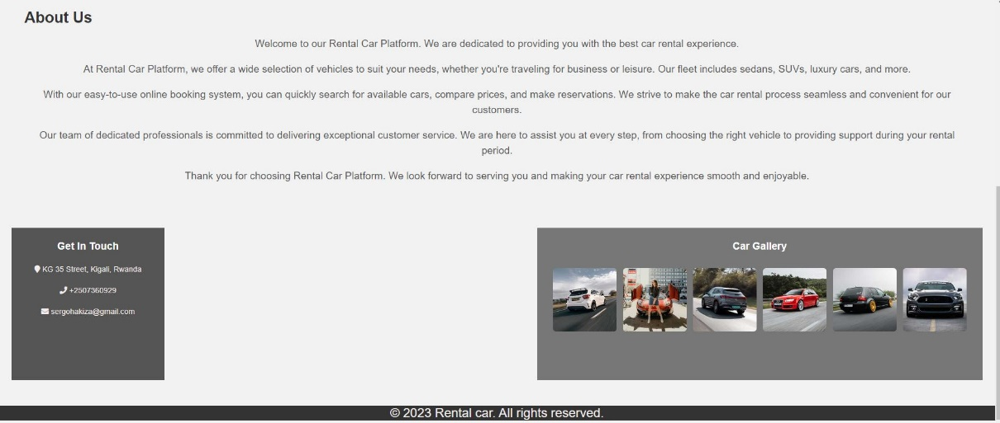 About Us
Welcome to our Rental Car Platform. We are dedicated to providing you with the best car rental experience.
At Rental Car Platform, we offer a wide selection of vehicles to suit your needs, whether you're traveling for business or leisure. Our fleet includes sedans, SUVs, luxury cars, and more.
With our easy-to-use online booking system, you can quickly search for available cars, compare prices, and make reservations. We strive to make the car rental process seamless and convenient for our
customers.
Our team of dedicated professionals is committed to delivering exceptional customer service. We are here to assist you at every step, from choosing the right vehicle to providing support during your rental
period.
Thank you for choosing Rental Car Platform. We look forward to serving you and making your car rental experience smooth and enjoyable.
Get In Touch
KG 35 Street, Kigali, Rwanda
+2507360929
sergohakiza@gmail.com
Car Gallery
© 2023 Rental car. All rights reserved.